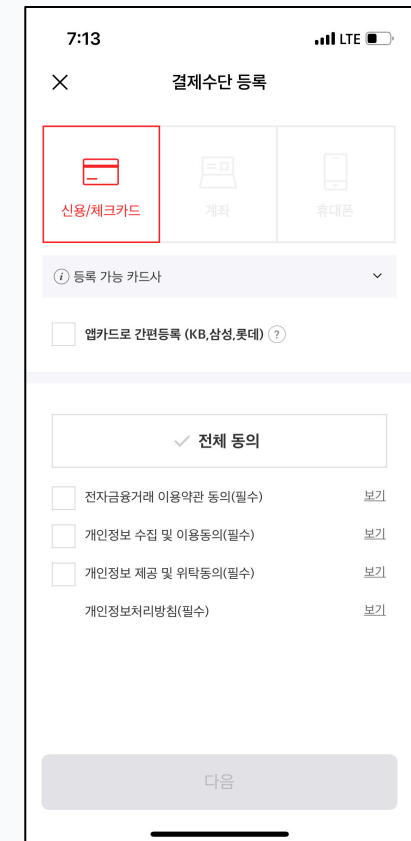 7:13 LTE
결제수단 등록
신용/체크카드 계좌 휴대폰
i 등록 가능 카드사
앱카드로 간편등록 (KB,삼성,롯데) ?
전체 동의
전자금융거래 이용약관 동의(필수) 보기
개인정보 수집 및 이용동의(필수) 보기
개인정보 제공 및 위탁동의(필수) 보기
개인정보처리방침(필수) 보기
다음